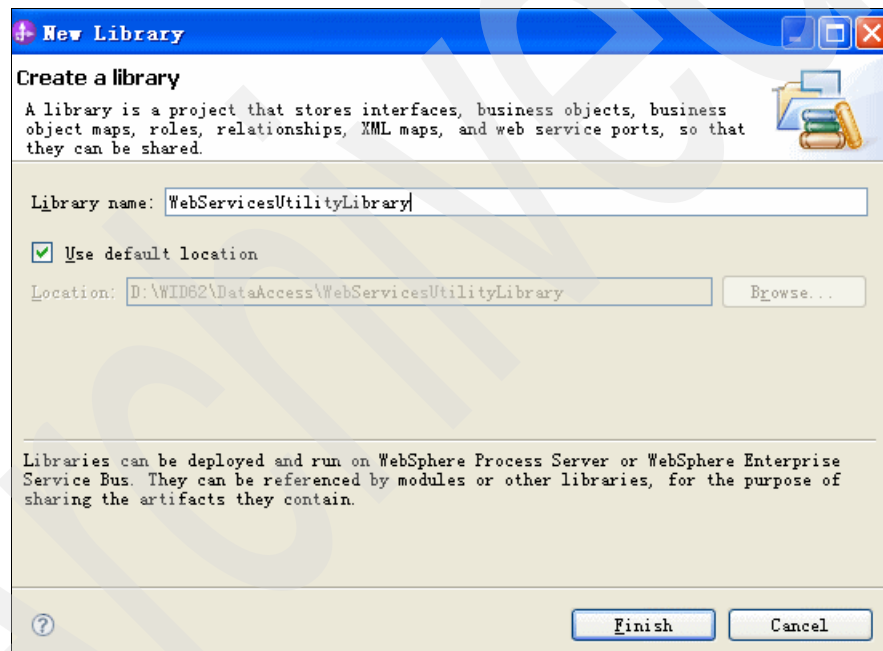 New Library
Create a library
A library is a project that stores interfaces, business objects, business
object maps, roles, relationships, XML maps, and web service ports, so that
they can be shared.
Library name: WebServicesUtilityLibrary
Use default location
Location: D:\WID62\DataAccess\WebServicesUtilityLibrary Browse...
Libraries can be deployed and run on WebSphere Process Server or WebSphere Enterprise
Service Bus. They can be referenced by modules or other libraries, for the purpose of
sharing the artifacts they contain.
? Finish Cancel